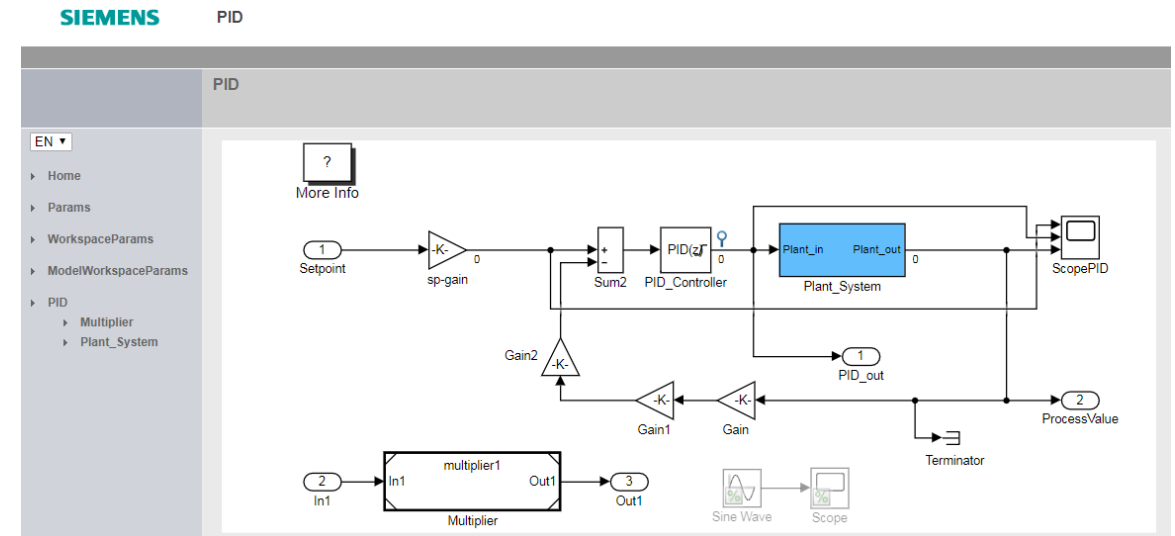 SIEMENS PID
PID
EN
Home
Params
WorkspaceParams
ModelWorkspaceParams
PID
Multiplier
Plant_System
?
More Info
1
Setpoint
-K-
0
sp-gain
+
−
Sum2
PID(z)
0
PID_Controller
Plant_in Plant_out
0
Plant_System
ScopePID
Gain2
-K-
1
PID_out
-K-
Gain1
-K-
Gain
2
ProcessValue
Terminator
2
In1
multiplier1
In1 Out1
Multiplier
3
Out1
%
Sine Wave
%
Scope